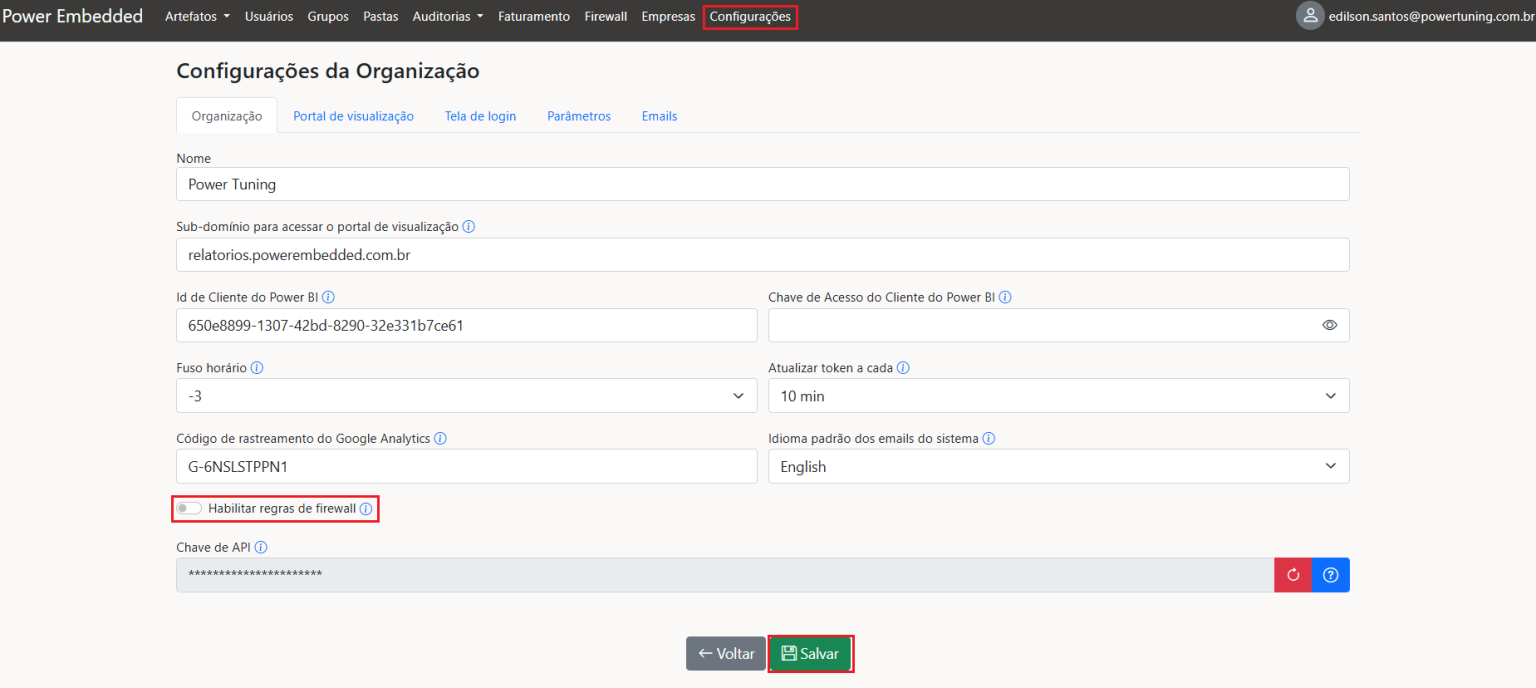 Power Embedded Artefatos Usuários Grupos Pastas Auditorias Faturamento Firewall Empresas Configurações edilson.santos@powertuning.com.br
Configurações da Organização
Organização Portal de visualização Tela de login Parâmetros Emails
Nome
Power Tuning
Sub-domínio para acessar o portal de visualização
relatorios.powerembedded.com.br
Id de Cliente do Power BI Chave de Acesso do Cliente do Power BI
650e8899-1307-42bd-8290-32e331b7ce61
Fuso horário Atualizar token a cada
-3 10 min
Código de rastreamento do Google Analytics Idioma padrão dos emails do sistema
G-6NSLSTPPN1 English
Habilitar regras de firewall
Chave de API
**********************
Voltar Salvar